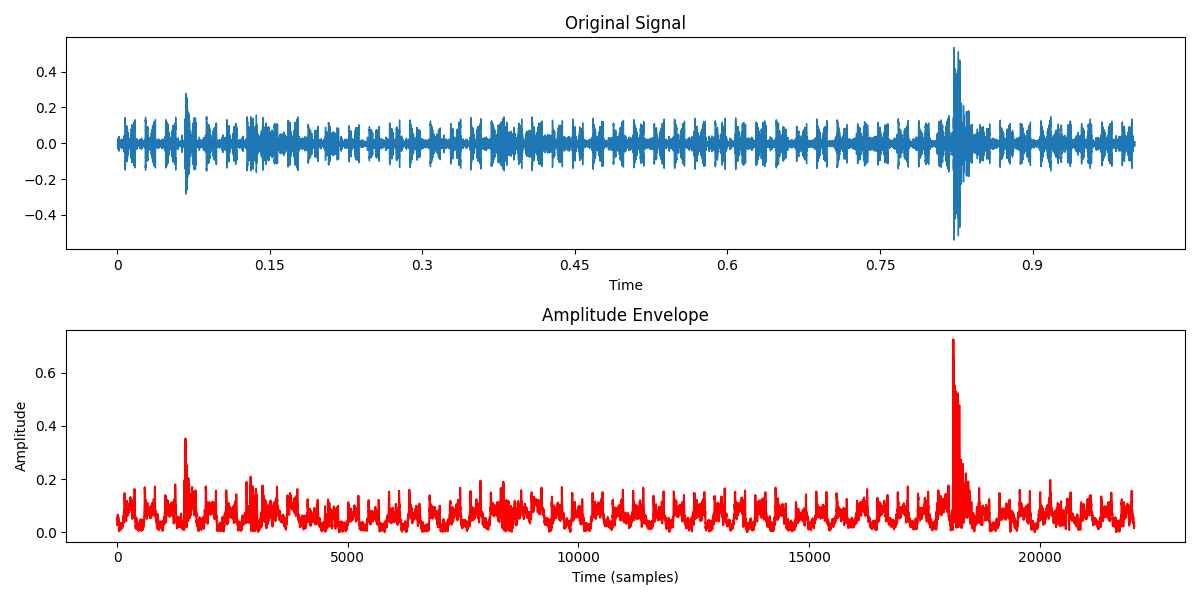 Original Signal
0.4
0.2
0.0
−0.2
−0.4
0 0.15 0.3 0.45 0.6 0.75 0.9
Time
Amplitude Envelope
Amplitude
0.6
0.4
0.2
0.0
0 5000 10000 15000 20000
Time (samples)